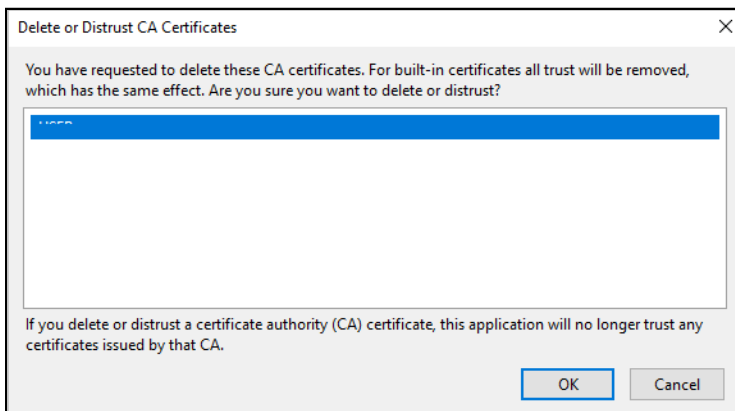 Delete or Distrust CA Certificates
You have requested to delete these CA certificates. For built-in certificates all trust will be removed,
which has the same effect. Are you sure you want to delete or distrust?
If you delete or distrust a certificate authority (CA) certificate, this application will no longer trust any
certificates issued by that CA.
OK
Cancel